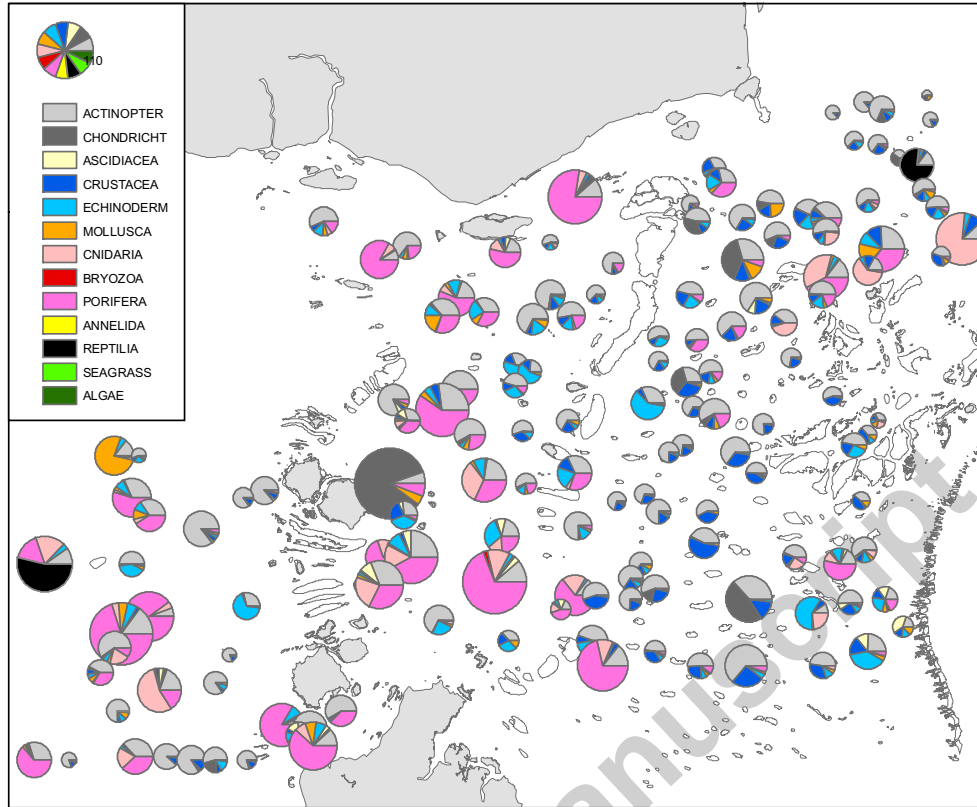 110
ACTINOPTER
CHONDRICHT
ASCIDIACEA
CRUSTACEA
ECHINODERM
MOLLUSCA
CNIDARIA
BRYOZOA
PORIFERA
ANNELIDA
REPTILIA
SEAGRASS
ALGAE
anuscript